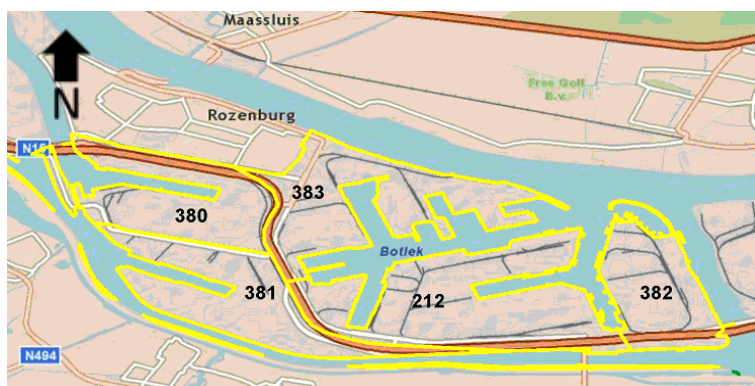 Maassluis
N
Free Golf
B.v.
Rozenburg
N15
383
380
Botlek
381
212
382
N494